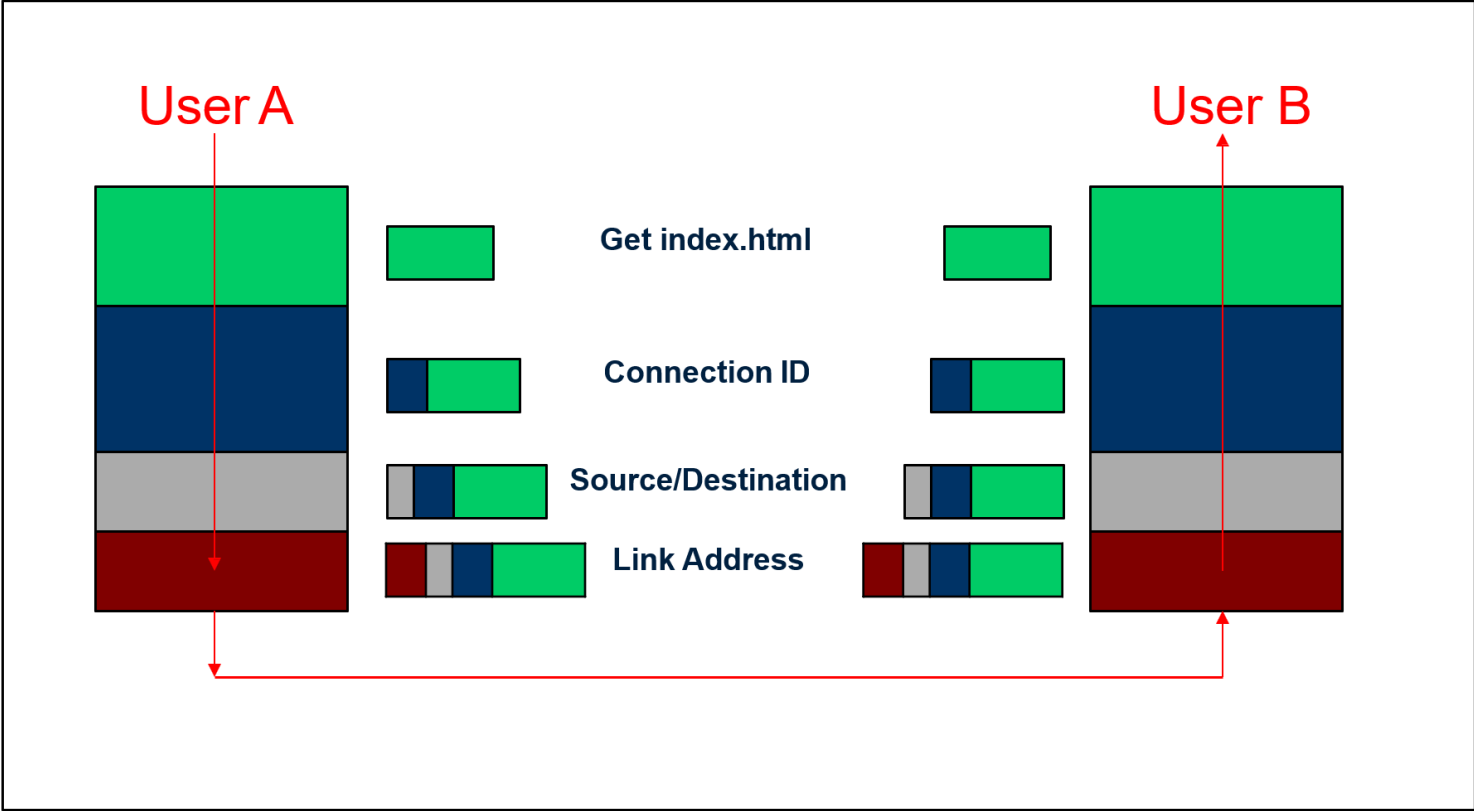 User A
User B
Get index.html
Connection ID
Source/Destination
Link Address